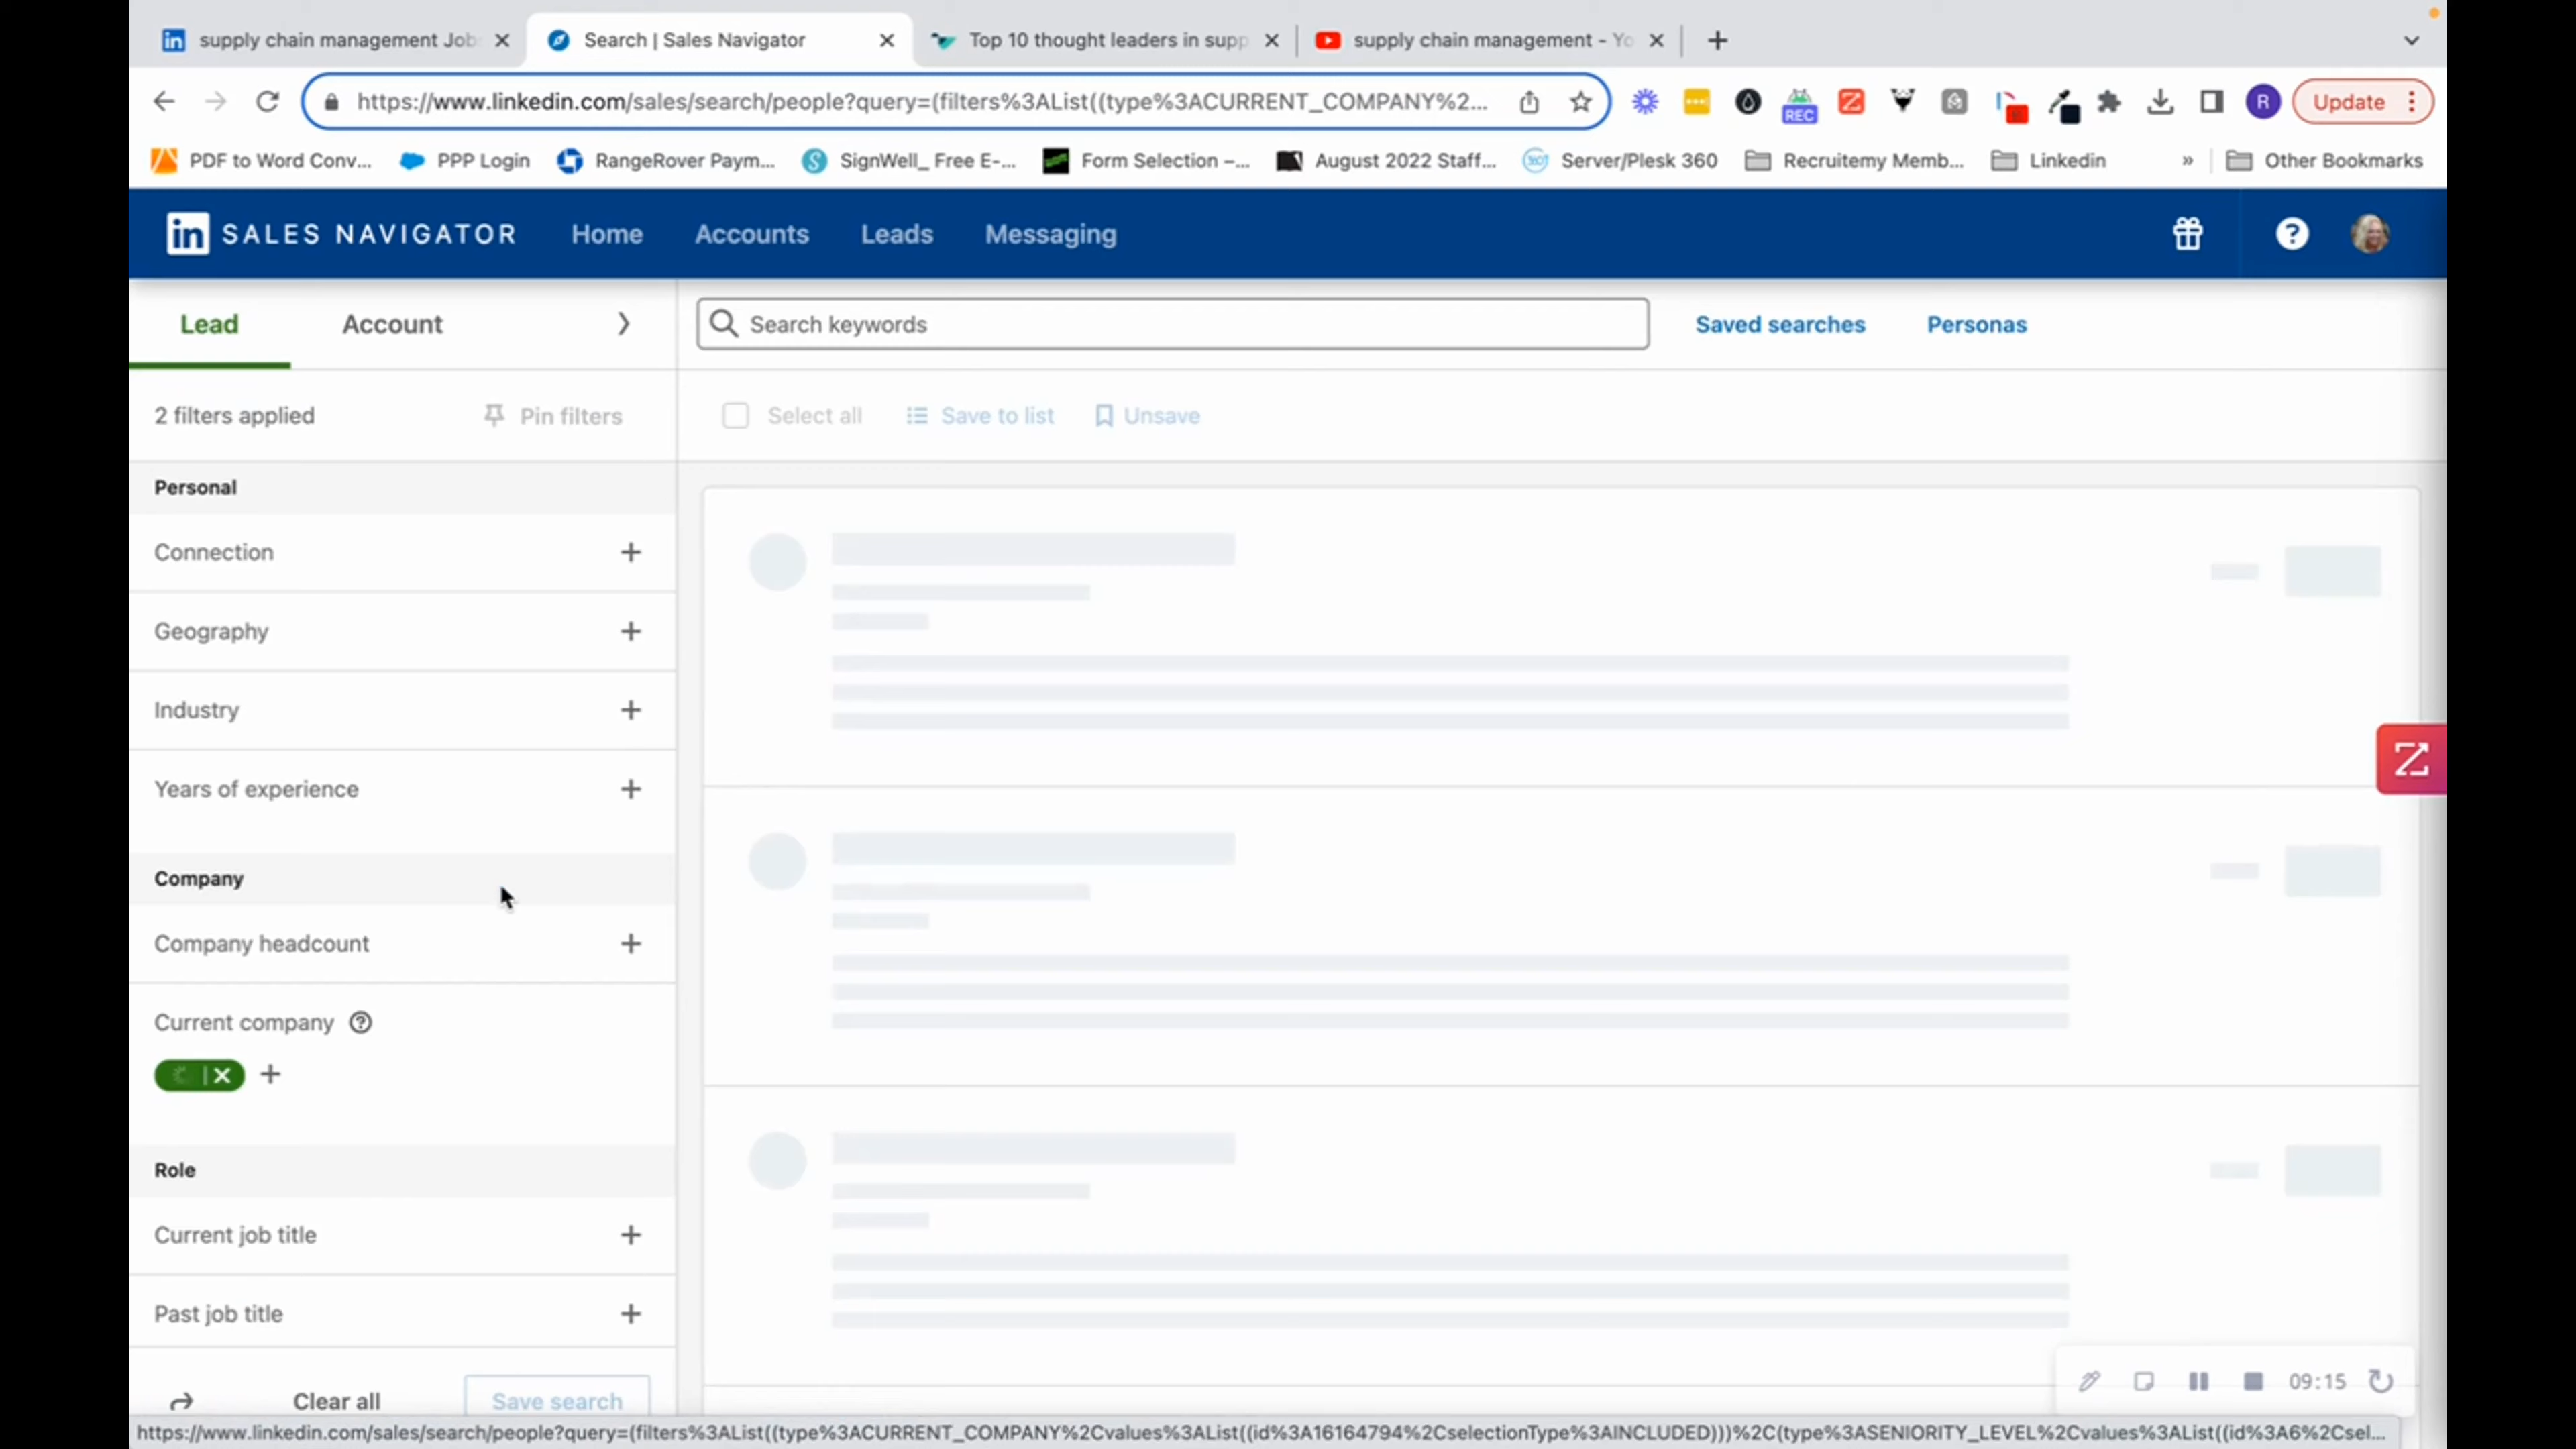 supply chain management Job
Search | Sales Navigator
Top 10 thought leaders in supp
supply chain management - Yo
https://www.linkedin.com/sales/search/people?query=(filters%3AList((type%3ACURRENT_COMPANY%2...
REC
R
Update
PDF to Word Conv...
PPP Login
RangeRover Paym...
SignWell_ Free E-...
Form Selection –...
August 2022 Staff...
Server/Plesk 360
Recruitemy Memb...
Linkedin
»
Other Bookmarks
in SALES NAVIGATOR
Home
Accounts
Leads
Messaging
Lead
Account
Search keywords
Saved searches
Personas
2 filters applied
Pin filters
Select all
Save to list
Unsave
Personal
Connection
Geography
Industry
Years of experience
Company
Company headcount
Current company
Role
Current job title
Past job title
Clear all
Save search
09:15
https://www.linkedin.com/sales/search/people?query=(filters%3AList((type%3ACURRENT_COMPANY%2Cvalues%3AList((id%3A16164794%2CselectionType%3AINCLUDED)))%2C(type%3ASENIORITY_LEVEL%2Cvalues%3AList((id%3A6%2Csel...